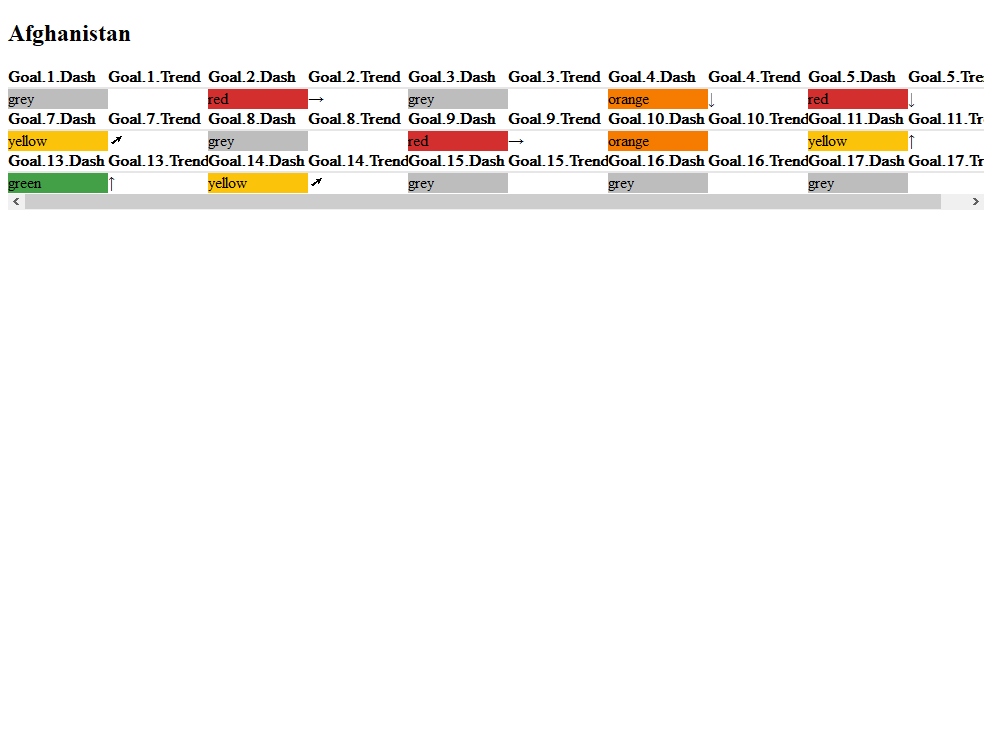 Afghanistan
Goal.1.Dash Goal.1.Trend Goal.2.Dash Goal.2.Trend Goal.3.Dash Goal.3.Trend Goal.4.Dash Goal.4.Trend Goal.5.Dash Goal.5.Tre
grey red → grey orange ↓ red ↓
Goal.7.Dash Goal.7.Trend Goal.8.Dash Goal.8.Trend Goal.9.Dash Goal.9.Trend Goal.10.Dash Goal.10.Trend Goal.11.Dash Goal.11.Tr
yellow ➚ grey red → orange yellow ↑
Goal.13.Dash Goal.13.Trend Goal.14.Dash Goal.14.Trend Goal.15.Dash Goal.15.Trend Goal.16.Dash Goal.16.Trend Goal.17.Dash Goal.17.Tr
green ↑ yellow ➚ grey grey grey